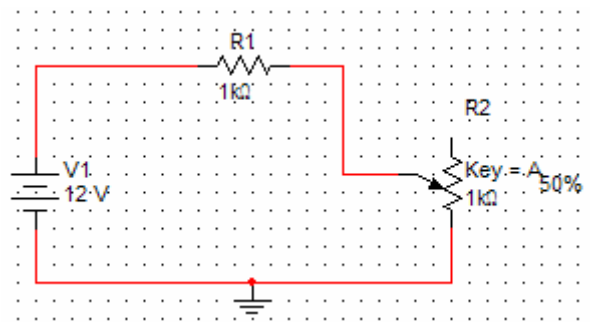 R1
1kΩ
R2
V1
12 V
Key = A
50%
1kΩ